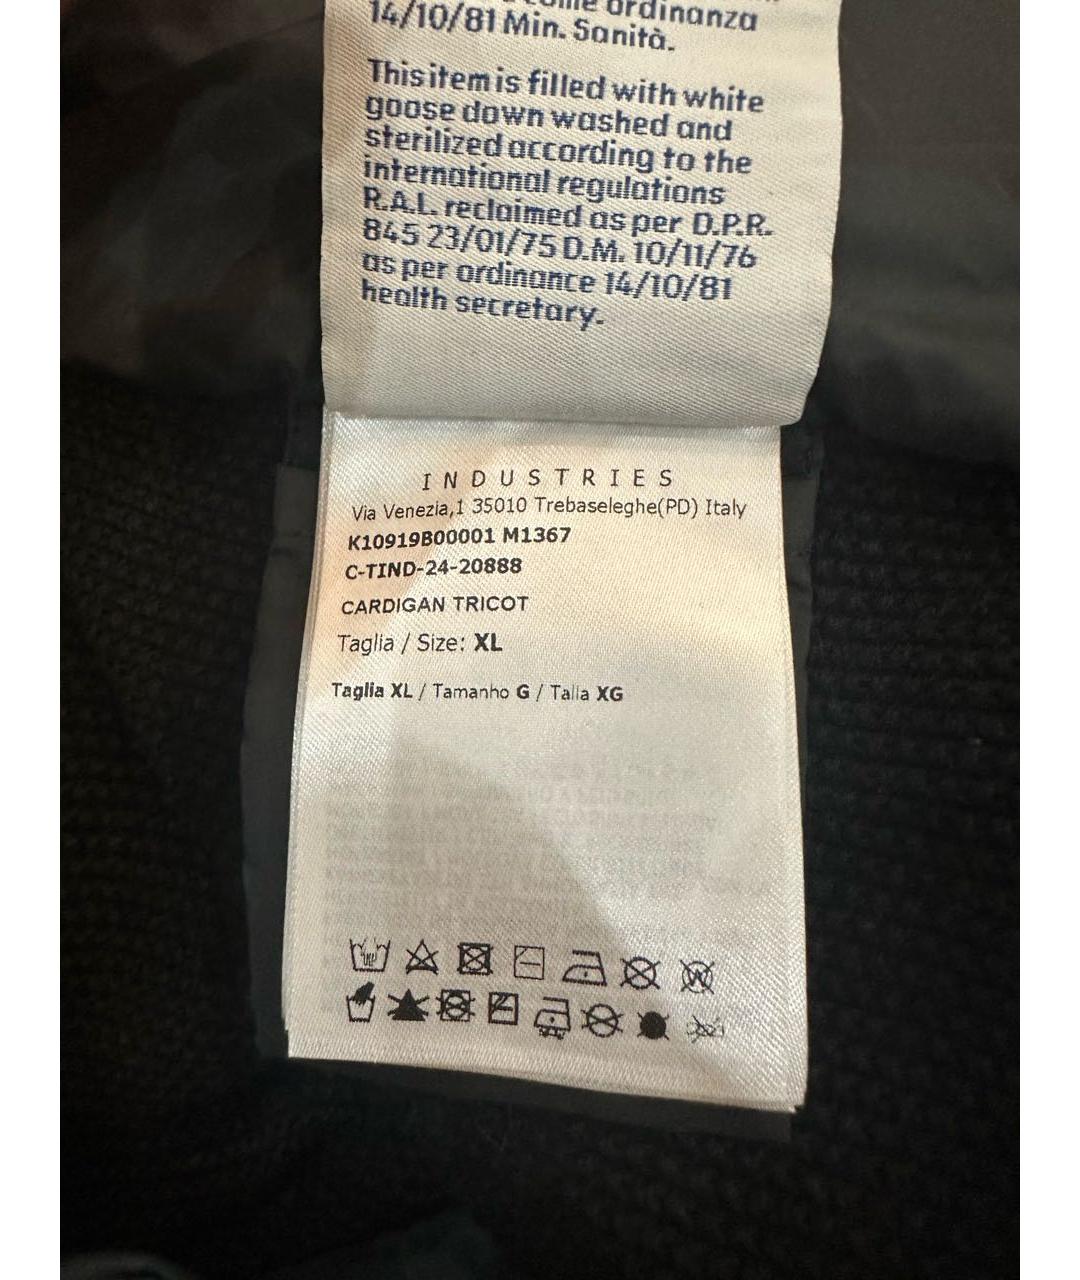 come ordinanza
14/10/81 Min. Sanità.
This item is filled with white
goose down washed and
sterilized according to the
international regulations
R.A.L. reclaimed as per D.P.R.
845 23/01/75 D.M. 10/11/76
as per ordinance 14/10/81
health secretary.
INDUSTRIES
Via Venezia,1 35010 Trebaseleghe(PD) Italy
K10919B00001 M1367
C-TIND-24-20888
CARDIGAN TRICOT
Taglia / Size: XL
Taglia XL / Tamanho G / Talla XG